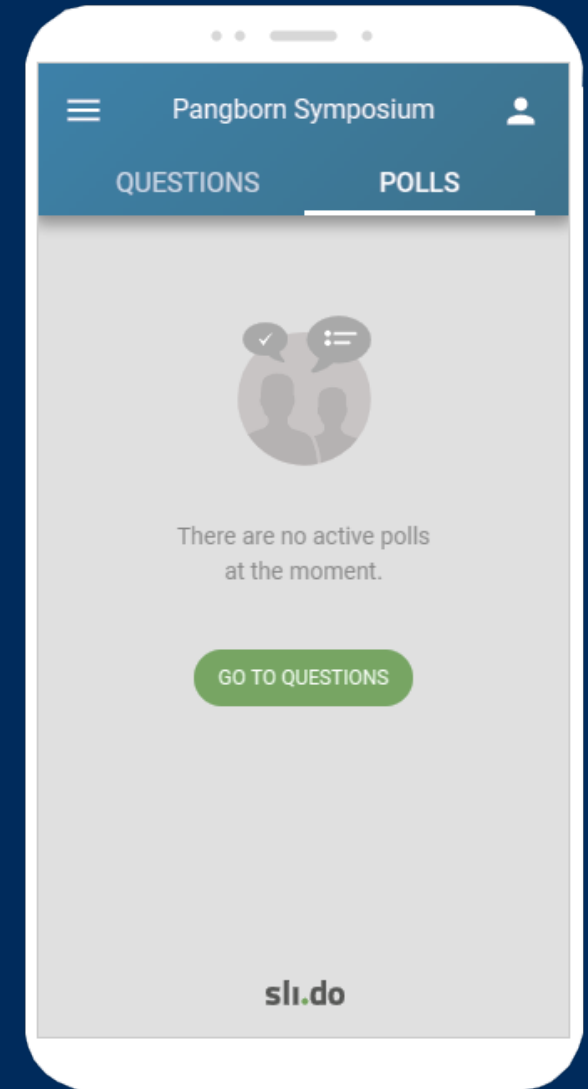 Pangborn Symposium
QUESTIONS POLLS
There are no active polls
at the moment.
GO TO QUESTIONS
sli.do